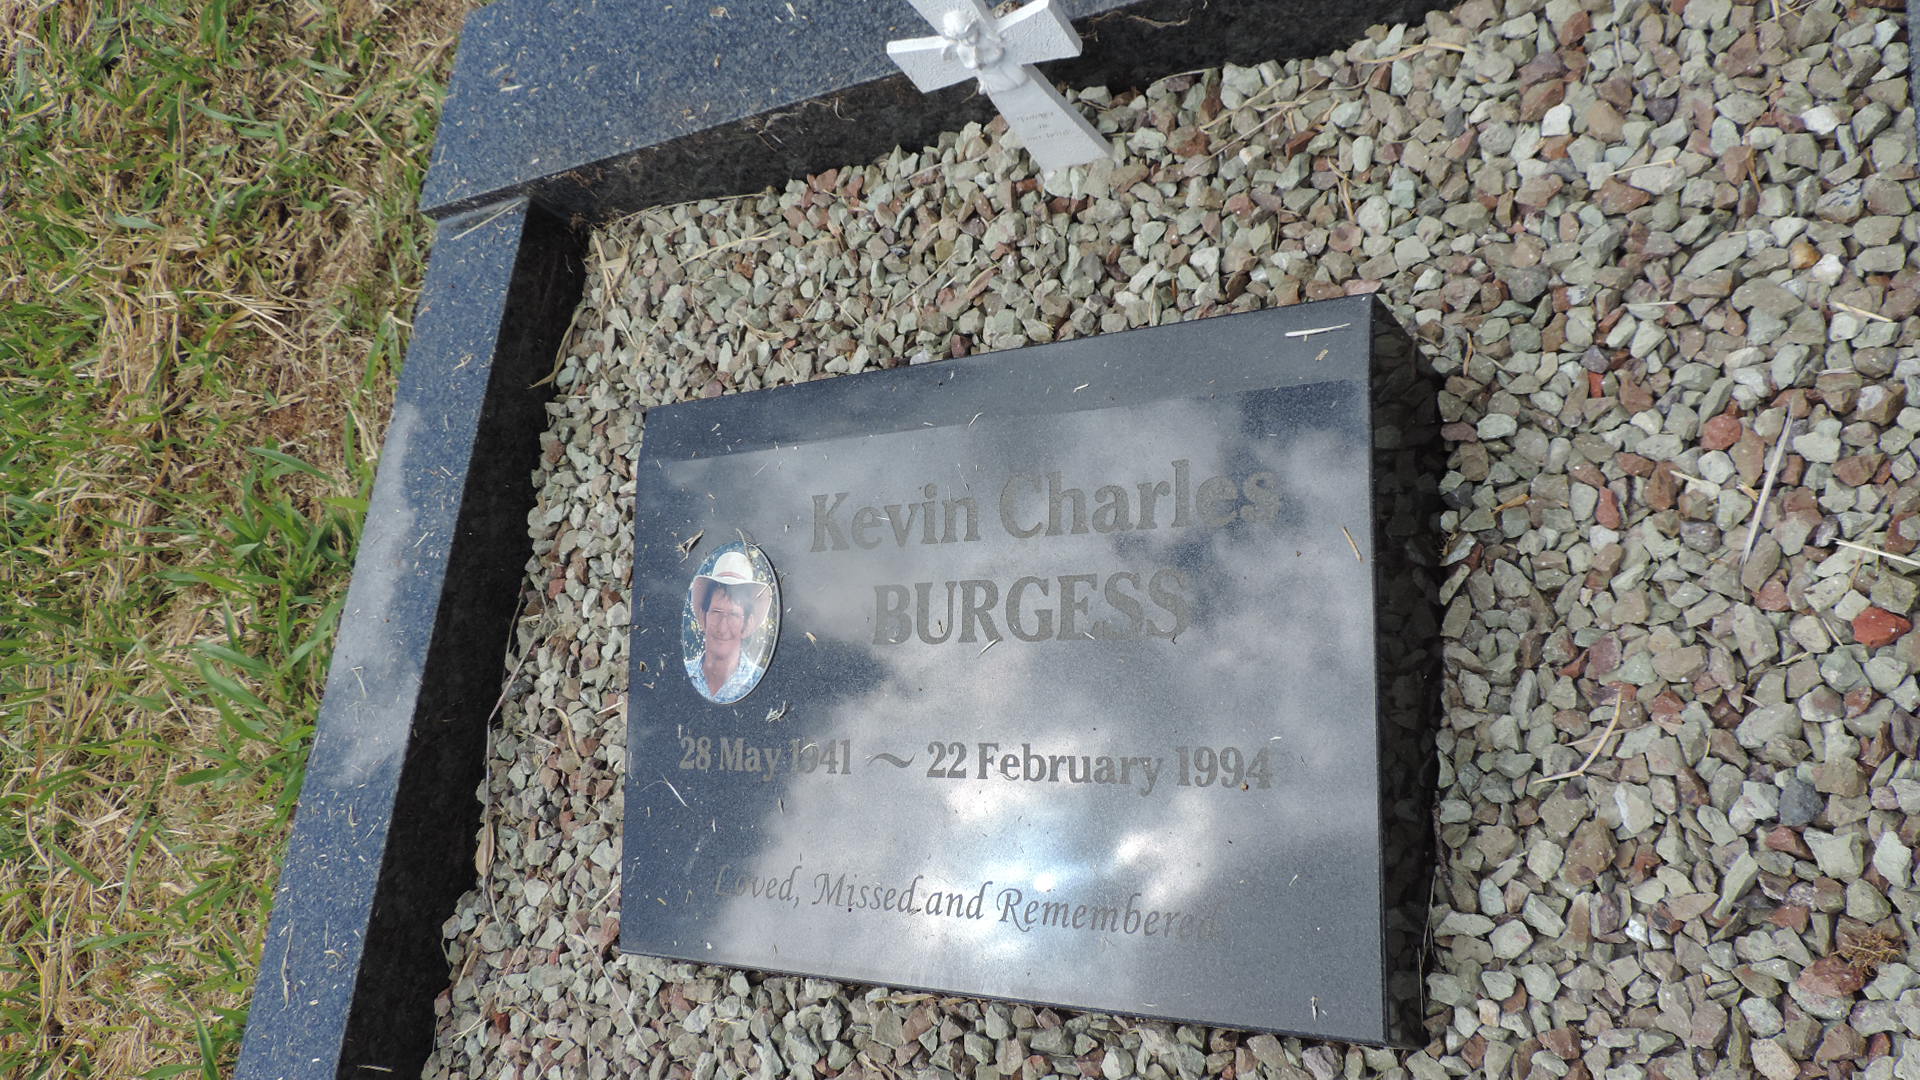 Kevin Charles
BURGESS
28 May 1941 ~ 22 February 1994
Loved, Missed and Remembered